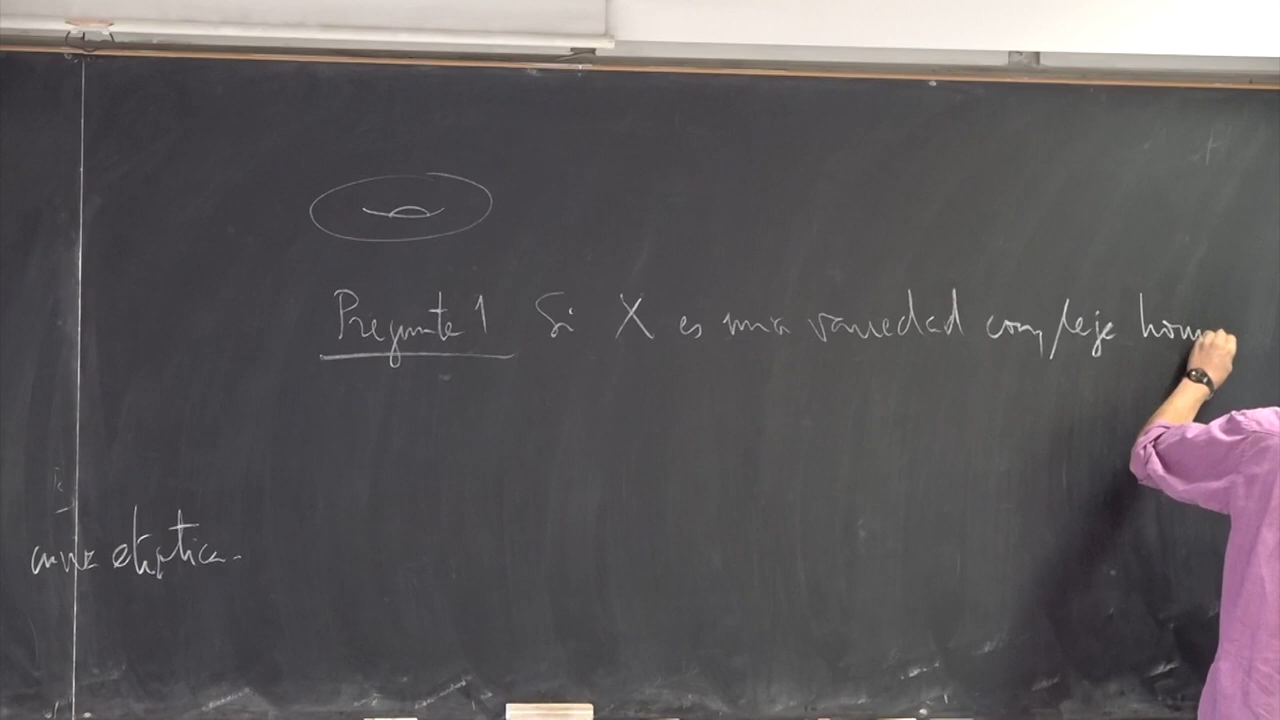 Pregunta 1 Si X es una variedad compleja hom
curva elíptica.